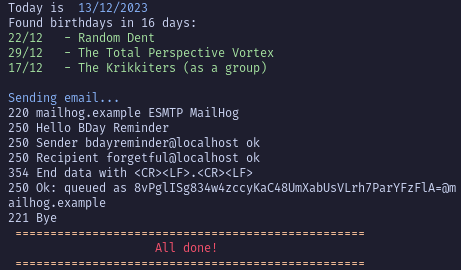 Today is  13/12/2023
Found birthdays in 16 days:
22/12   - Random Dent
29/12   - The Total Perspective Vortex
17/12   - The Krikkiters (as a group)
Sending email...
220 mailhog.example ESMTP MailHog
250 Hello BDay Reminder
250 Sender bdayreminder@localhost ok
250 Recipient forgetful@localhost ok
354 End data with <CR><LF>.<CR><LF>
250 Ok: queued as 8vPglISg834w4zccyKaC48UmXabUsVLrh7ParYFzFlA=@m
ailhog.example
221 Bye
==================================================
All done!
==================================================